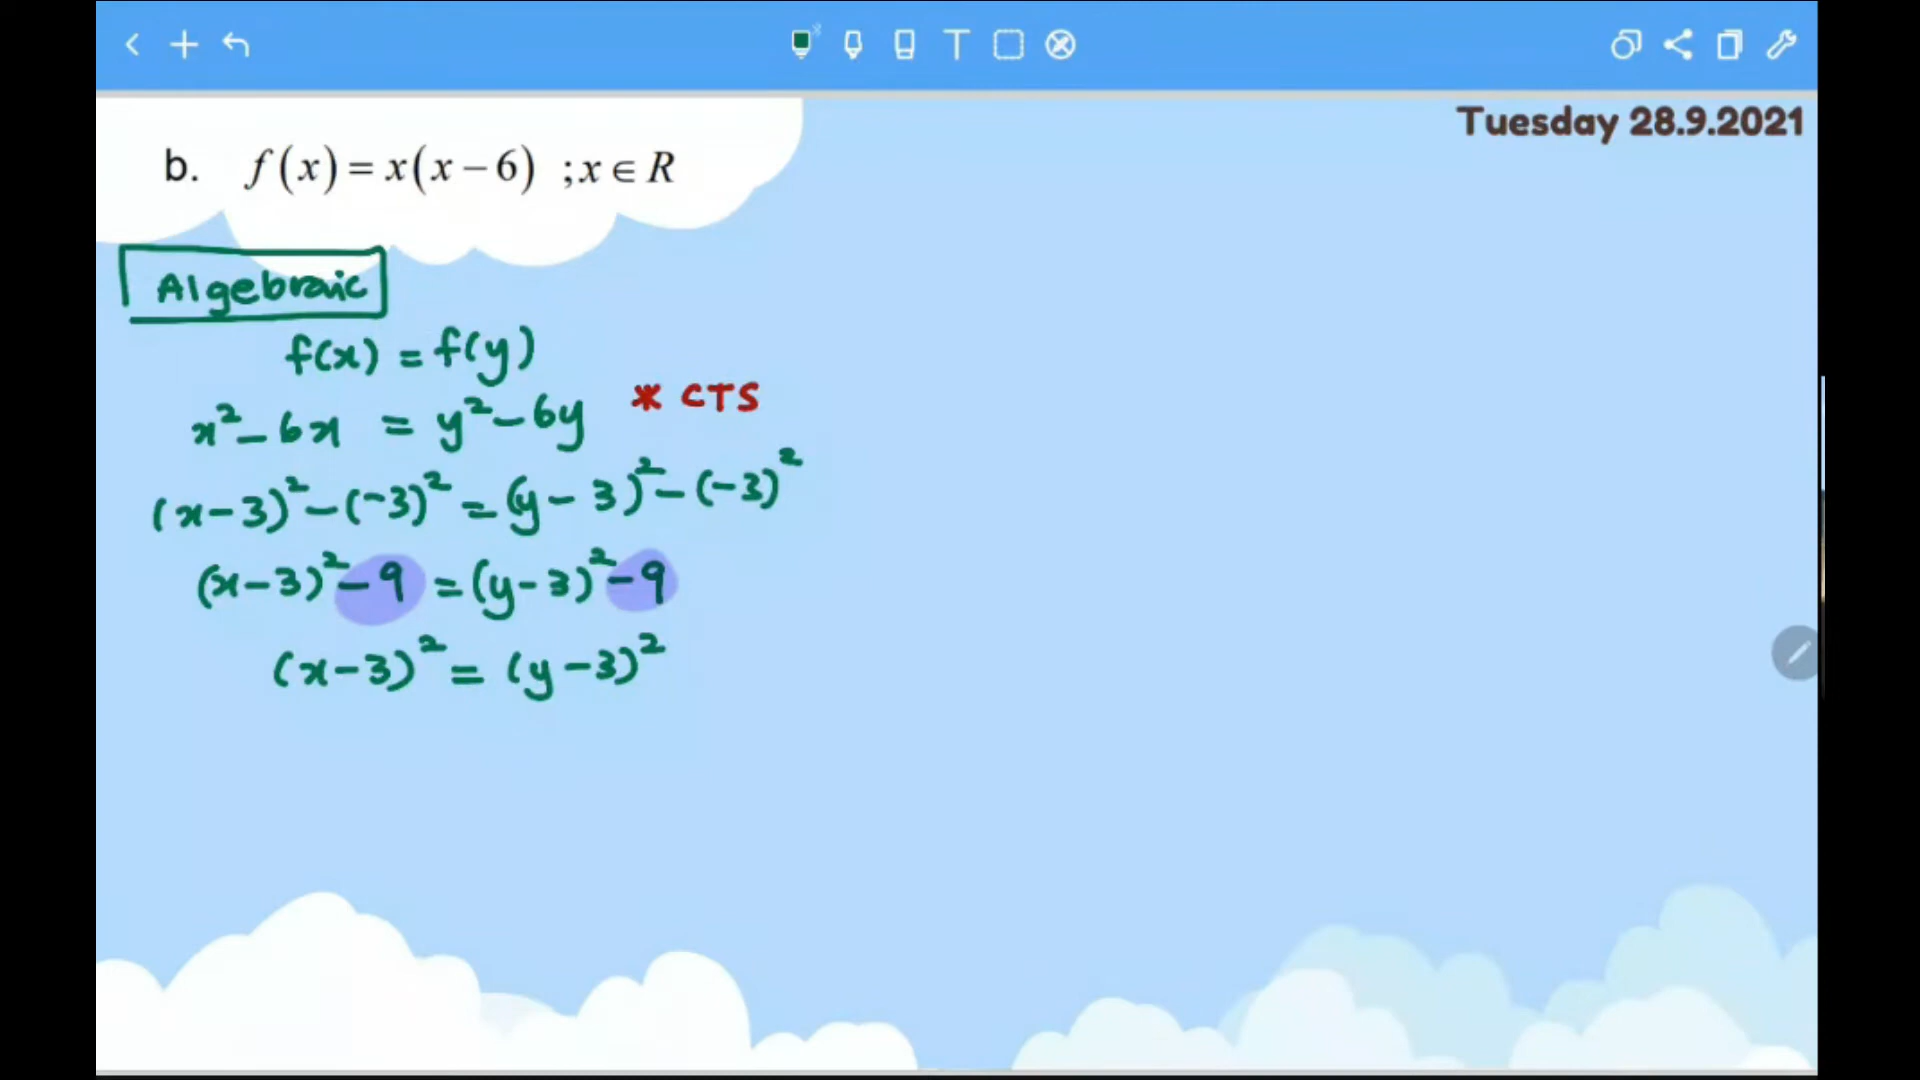 Tuesday 28.9.2021
b. f(x) = x(x − 6) ; x ∈ R
Algebraic
f(x) = f(y)
x² − 6x = y² − 6y * CTS
(x − 3)² − (−3)² = (y − 3)² − (−3)²
(x − 3)² − 9 = (y − 3)² − 9
(x − 3)² = (y − 3)²